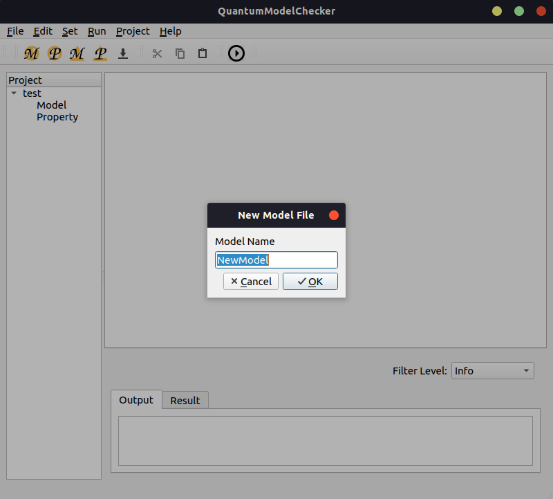 QuantumModelChecker
File Edit Set Run Project Help
M P M P
Project
test
Model
Property
New Model File
Model Name
NewModel
Cancel OK
Filter Level: Info
Output Result